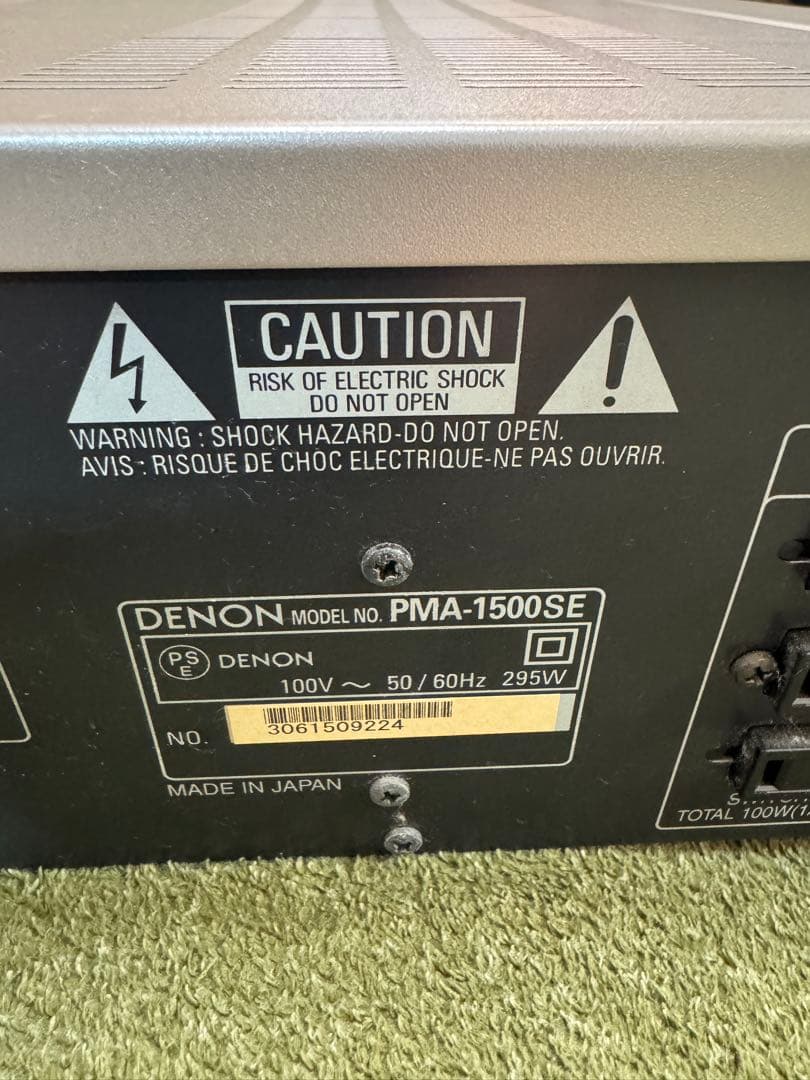 CAUTION
RISK OF ELECTRIC SHOCK
DO NOT OPEN
WARNING : SHOCK HAZARD-DO NOT OPEN.
AVIS : RISQUE DE CHOC ELECTRIQUE-NE PAS OUVRIR.
DENON MODEL NO. PMA-1500SE
PSE DENON
100V ～ 50 / 60Hz 295W
NO. 3061509224
MADE IN JAPAN
TOTAL 100W